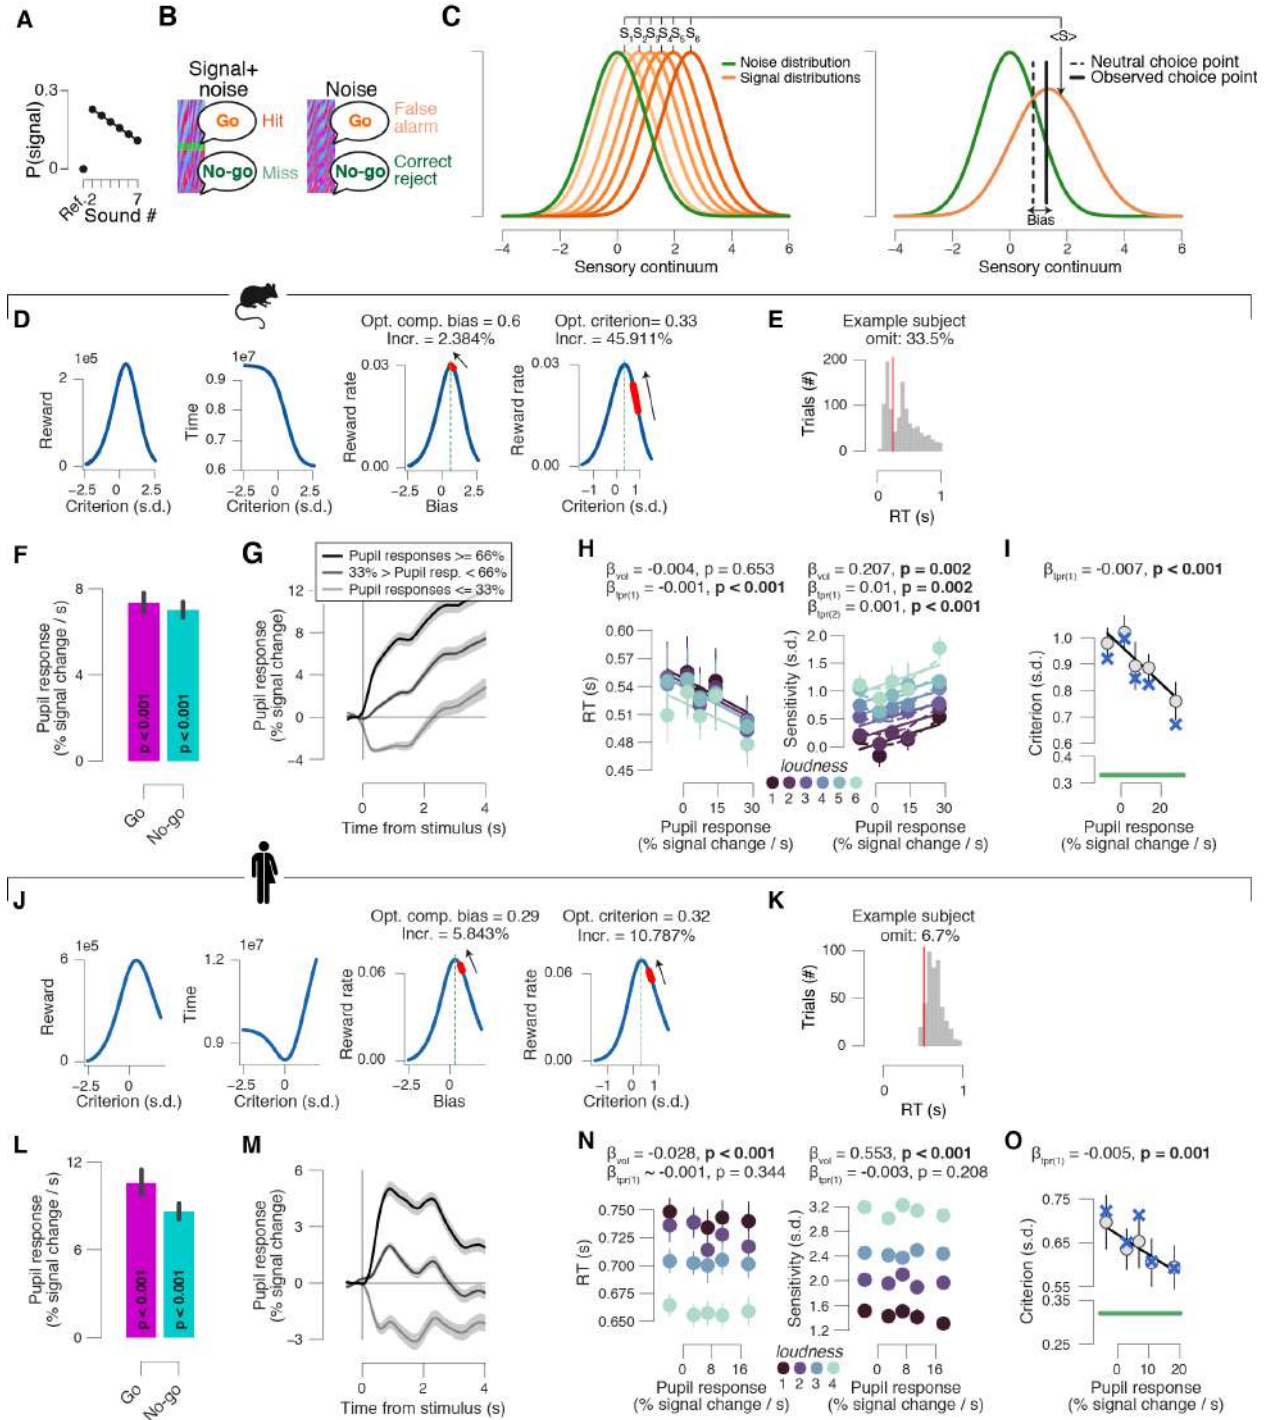 A
P(signal)
0.3
0
Ref. 2 7
Sound #
B
Signal+
noise
Noise
Go
Hit
No-go
Miss
Go
False
alarm
No-go
Correct
reject
C
S1 S2 S3 S4 S5 S6
<S>
Noise distribution
Signal distributions
Neutral choice point
Observed choice point
Bias
−4 −2 0 2 4 6
Sensory continuum
−4 −2 0 2 4 6
Sensory continuum
D
1e5
Reward
2
0
−2.5 0 2.5
Criterion (s.d.)
1e7
Time
0.9
0.8
0.7
0.6
−2.5 0 2.5
Criterion (s.d.)
Opt. comp. bias = 0.6
Incr. = 2.384%
Reward rate
0.03
0.00
−2.5 0 2.5
Bias
Opt. criterion= 0.33
Incr. = 45.911%
Reward rate
0.03
0.00
−1 0 1
Criterion (s.d.)
E
Example subject
omit: 33.5%
Trials (#)
200
100
0
0 1
RT (s)
F
Pupil response
(% signal change / s)
8
4
0
p < 0.001
p < 0.001
Go
No-go
G
Pupil responses >= 66%
33% > Pupil resp. < 66%
Pupil responses <= 33%
Pupil response
(% signal change)
12
8
4
0
−4
0 2 4
Time from stimulus (s)
H
βvol = -0.004, p = 0.653
βtpr(1) = -0.001, p < 0.001
RT (s)
0.60
0.57
0.54
0.51
0.48
0.45
0 15 30
Pupil response
(% signal change / s)
βvol = 0.207, p = 0.002
βtpr(1) = 0.01, p = 0.002
βtpr(2) = 0.001, p < 0.001
Sensitivity (s.d.)
2.0
1.5
1.0
0.5
0.0
0 15 30
Pupil response
(% signal change / s)
loudness
1 2 3 4 5 6
I
βtpr(1) = -0.007, p < 0.001
Criterion (s.d.)
1.0
0.9
0.8
0.7
0.6
0.4
0.3
0 20
Pupil response
(% signal change / s)
J
1e5
Reward
6
0
−2.5 0
Criterion (s.d.)
1e7
Time
1.2
0.9
−2.5 0
Criterion (s.d.)
Opt. comp. bias = 0.29
Incr. = 5.843%
Reward rate
0.06
0.00
−2.5 0
Bias
Opt. criterion = 0.32
Incr. = 10.787%
Reward rate
0.06
0.00
−1 0 1
Criterion (s.d.)
K
Example subject
omit: 6.7%
Trials (#)
100
50
0
0 1
RT (s)
L
Pupil response
(% signal change / s)
12
6
0
p < 0.001
p < 0.001
Go
No-go
M
Pupil response
(% signal change)
6
3
0
−3
0 2 4
Time from stimulus (s)
N
βvol = -0.028, p < 0.001
βtpr(1) ~ -0.001, p = 0.344
RT (s)
0.750
0.725
0.700
0.675
0.650
0 8 16
Pupil response
(% signal change / s)
βvol = 0.553, p < 0.001
βtpr(1) = -0.003, p = 0.208
Sensitivity (s.d.)
3.2
2.8
2.4
2.0
1.6
1.2
0 8 16
Pupil response
(% signal change / s)
loudness
1 2 3 4
O
βtpr(1) = -0.005, p = 0.001
Criterion (s.d.)
0.75
0.65
0.55
0.35
0.25
0 10 20
Pupil response
(% signal change / s)